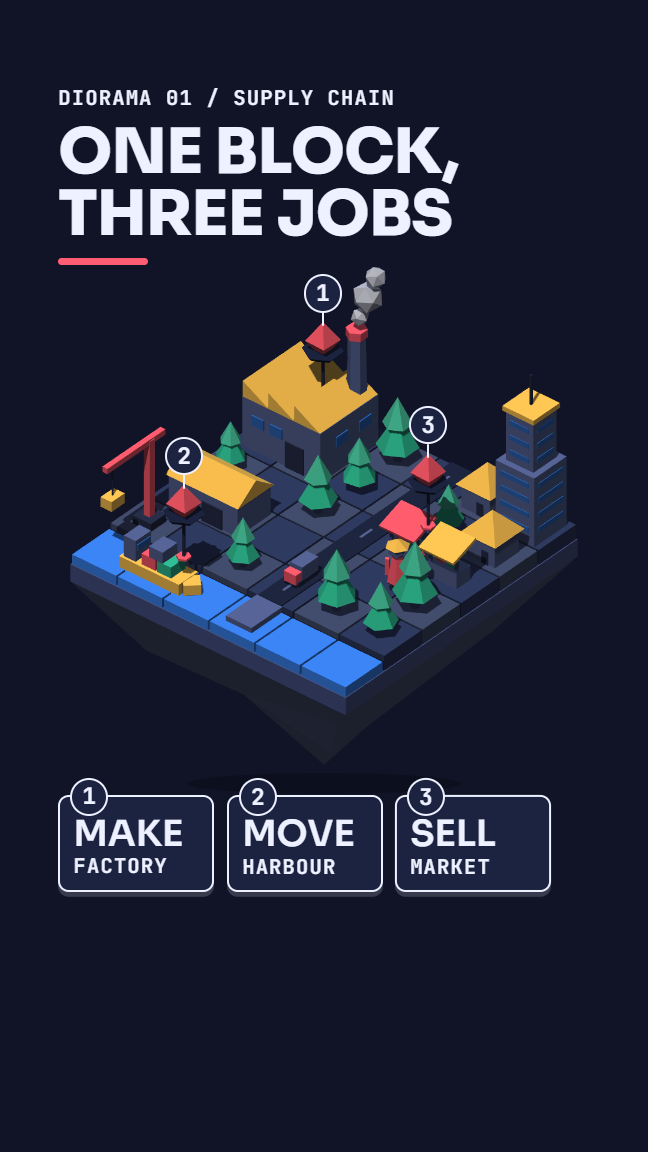 DIORAMA 01 / SUPPLY CHAIN
ONE BLOCK,
THREE JOBS
1
3
2
1
MAKE
FACTORY
2
MOVE
HARBOUR
3
SELL
MARKET